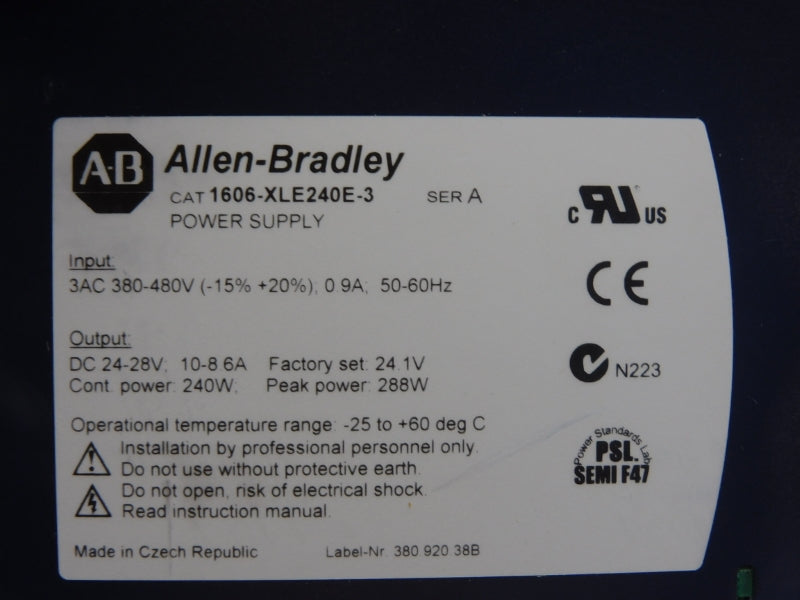 A-B Allen-Bradley
CAT 1606-XLE240E-3 SER A
POWER SUPPLY
C RU US
Input:
3AC 380-480V (-15% +20%); 0.9A; 50-60Hz
CE
Output:
DC 24-28V; 10-8.6A Factory set: 24.1V
Cont. power: 240W; Peak power: 288W
N223
Operational temperature range: -25 to +60 deg C
Installation by professional personnel only.
Do not use without protective earth.
Do not open, risk of electrical shock.
Read instruction manual.
Power Standards Lab
PSL.
SEMI F47
Made in Czech Republic Label-Nr. 380.920.38B